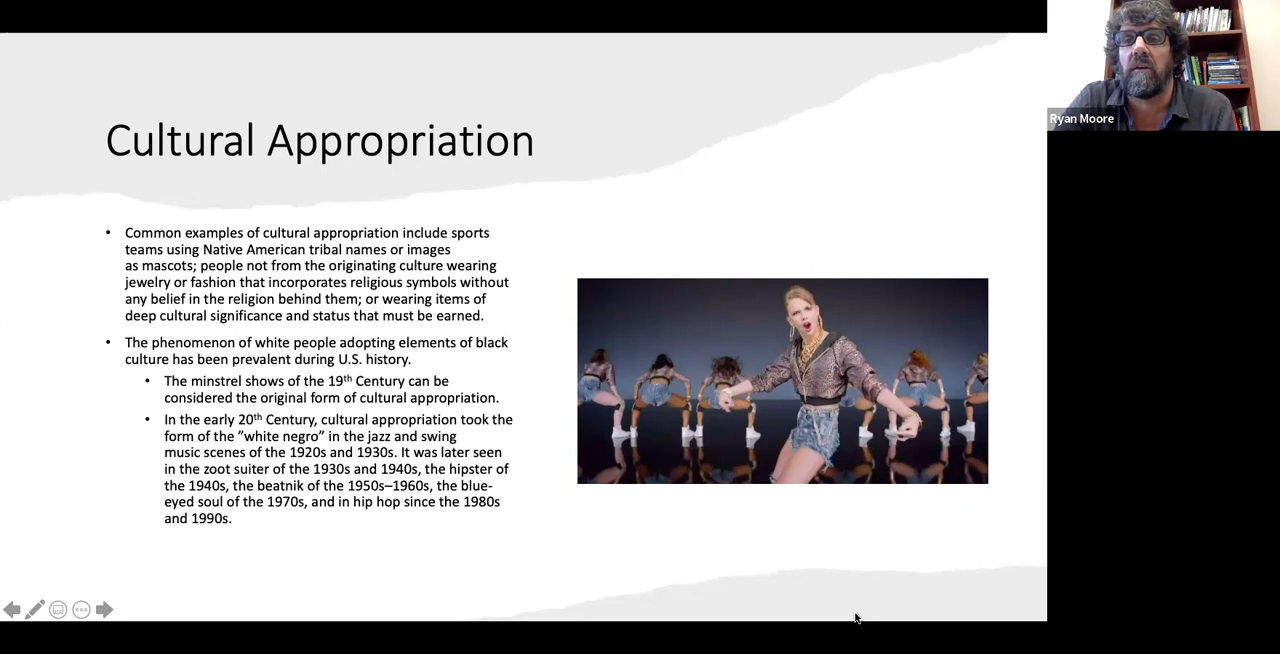 Cultural Appropriation
• Common examples of cultural appropriation include sports
teams using Native American tribal names or images
as mascots; people not from the originating culture wearing
jewelry or fashion that incorporates religious symbols without
any belief in the religion behind them; or wearing items of
deep cultural significance and status that must be earned.
• The phenomenon of white people adopting elements of black
culture has been prevalent during U.S. history.
• The minstrel shows of the 19th Century can be
considered the original form of cultural appropriation.
• In the early 20th Century, cultural appropriation took the
form of the ”white negro” in the jazz and swing
music scenes of the 1920s and 1930s. It was later seen
in the zoot suiter of the 1930s and 1940s, the hipster of
the 1940s, the beatnik of the 1950s–1960s, the blue-
eyed soul of the 1970s, and in hip hop since the 1980s
and 1990s.
Ryan Moore